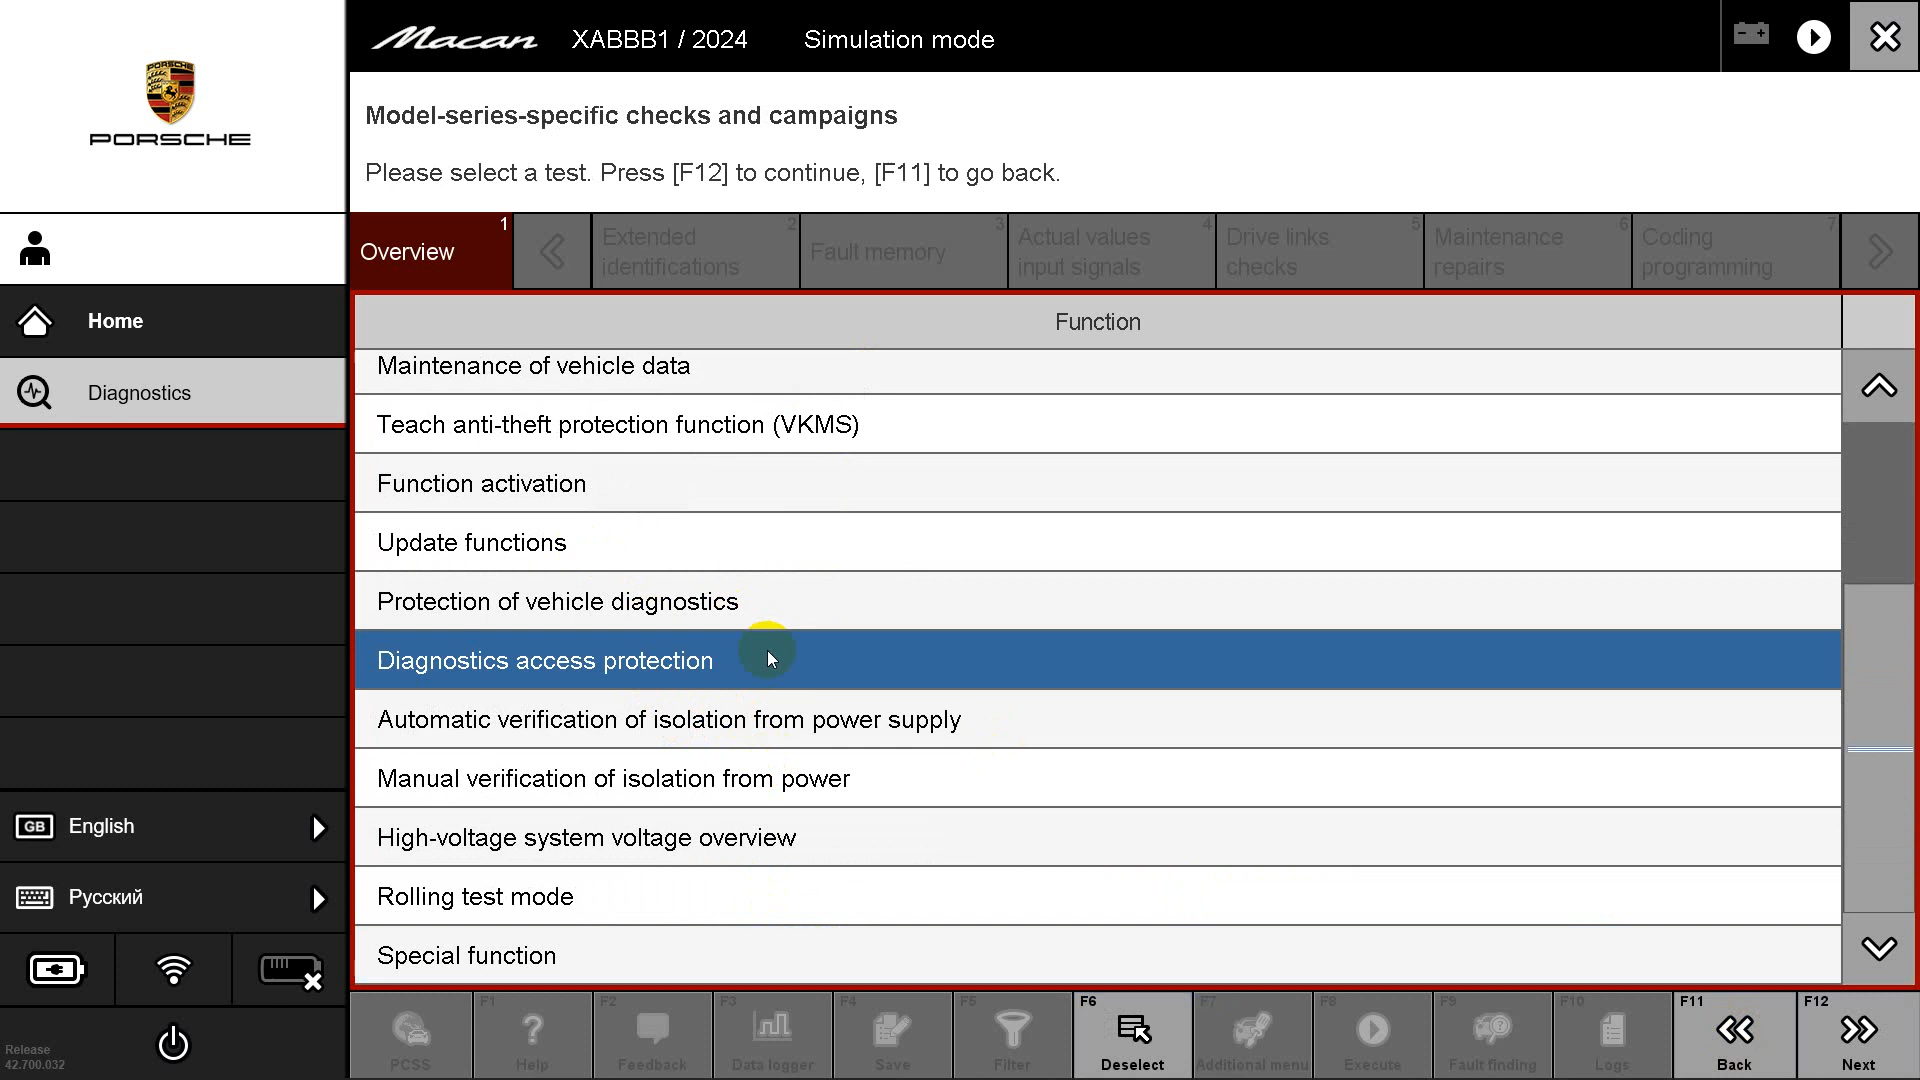 PORSCHE
PORSCHE
Macan XABBB1 / 2024 Simulation mode
Model-series-specific checks and campaigns
Please select a test. Press [F12] to continue, [F11] to go back.
Overview 1
Extended identifications 2
Fault memory 3
Actual values input signals 4
Drive links checks 5
Maintenance repairs 6
Coding programming 7
Home
Diagnostics
Function
Maintenance of vehicle data
Teach anti-theft protection function (VKMS)
Function activation
Update functions
Protection of vehicle diagnostics
Diagnostics access protection
Automatic verification of isolation from power supply
Manual verification of isolation from power
High-voltage system voltage overview
Rolling test mode
Special function
GB English
Русский
Release
42.700.032
PCSS
F1 Help
F2 Feedback
F3 Data logger
F4 Save
F5 Filter
F6 Deselect
F7 Additional menu
F8 Execute
F9 Fault finding
F10 Logs
F11 Back
F12 Next